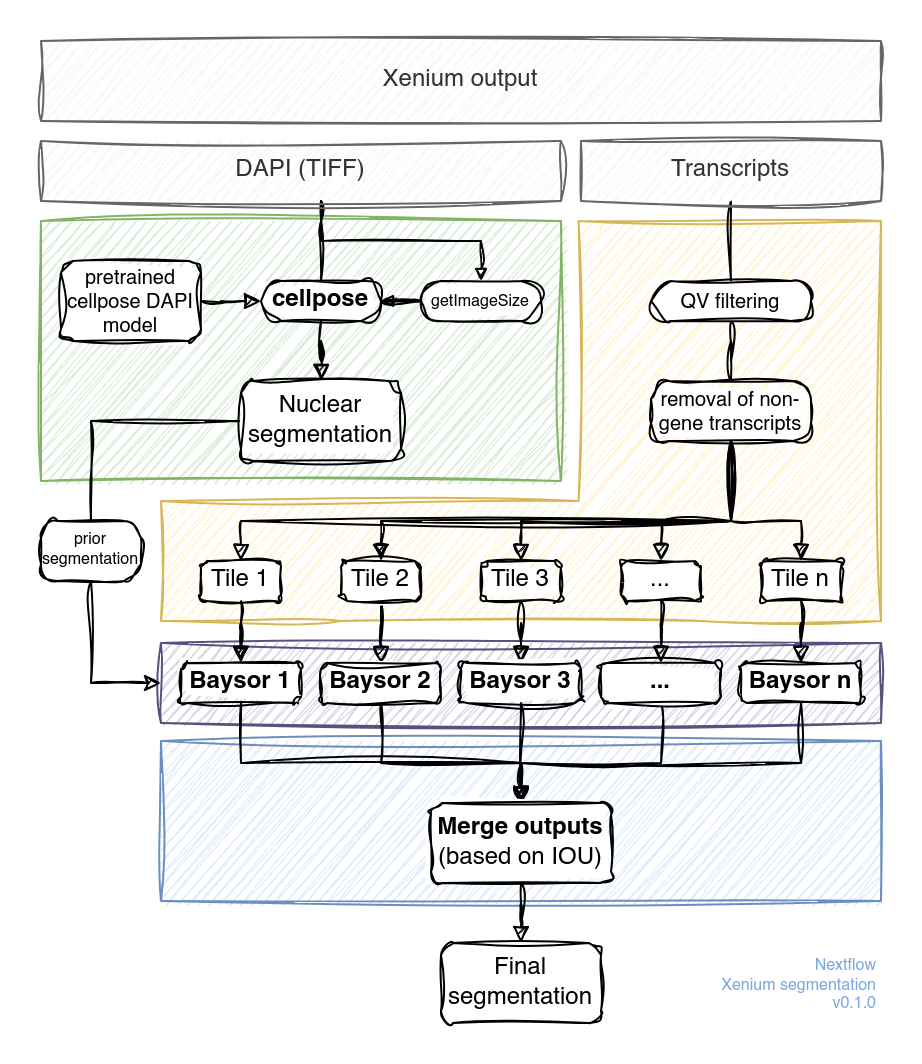 Xenium output
DAPI (TIFF)
Transcripts
pretrained
cellpose DAPI
model
cellpose
getImageSize
QV filtering
Nuclear
segmentation
removal of non-
gene transcripts
prior
segmentation
Tile 1
Tile 2
Tile 3
...
Tile n
Baysor 1
Baysor 2
Baysor 3
...
Baysor n
Merge outputs
(based on IOU)
Final
segmentation
Nextflow
Xenium segmentation
v0.1.0